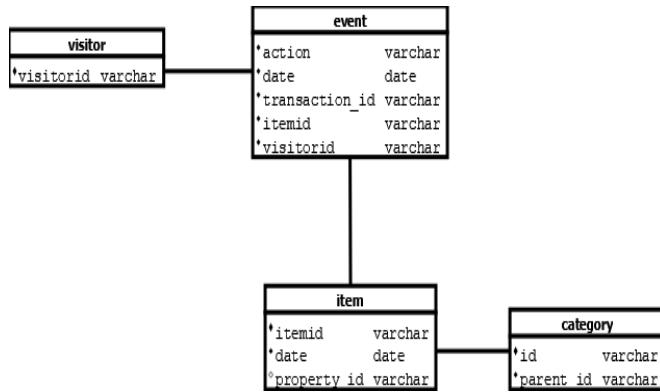 event
action varchar
date date
transaction_id varchar
itemid varchar
visitorid varchar
visitor
visitorid varchar
item
itemid varchar
date date
property_id varchar
category
id varchar
parent_id varchar